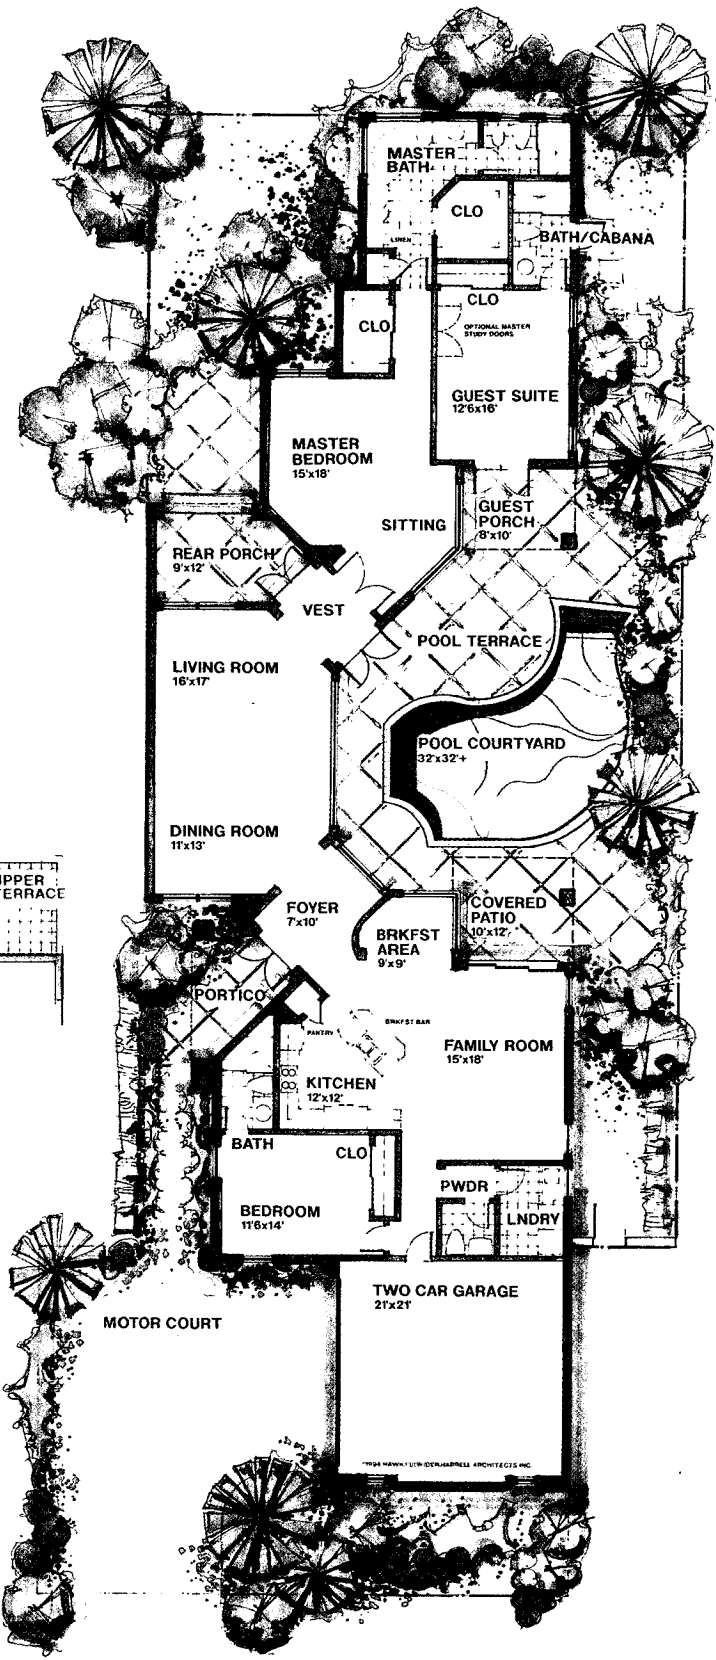 MASTER
BATH
CLO
BATH/CABANA
LINEN
CLO
CLO
OPTIONAL MASTER
STUDY DOORS
GUEST SUITE
12'6x16'
MASTER
BEDROOM
15'x18'
SITTING
GUEST
PORCH
8'x10'
REAR PORCH
9'x12'
VEST
POOL TERRACE
LIVING ROOM
16'x17'
POOL COURTYARD
32'x32'+
DINING ROOM
11'x13'
UPPER
TERRACE
FOYER
7'x10'
BRKFST
AREA
9'x9'
COVERED
PATIO
10'x12'
PORTICO
PANTRY
BRKFST BAR
FAMILY ROOM
15'x18'
KITCHEN
12'x12'
BATH
CLO
BEDROOM
11'6x14'
PWDR
LNDRY
TWO CAR GARAGE
21'x21'
MOTOR COURT
ARCHITECTS INC